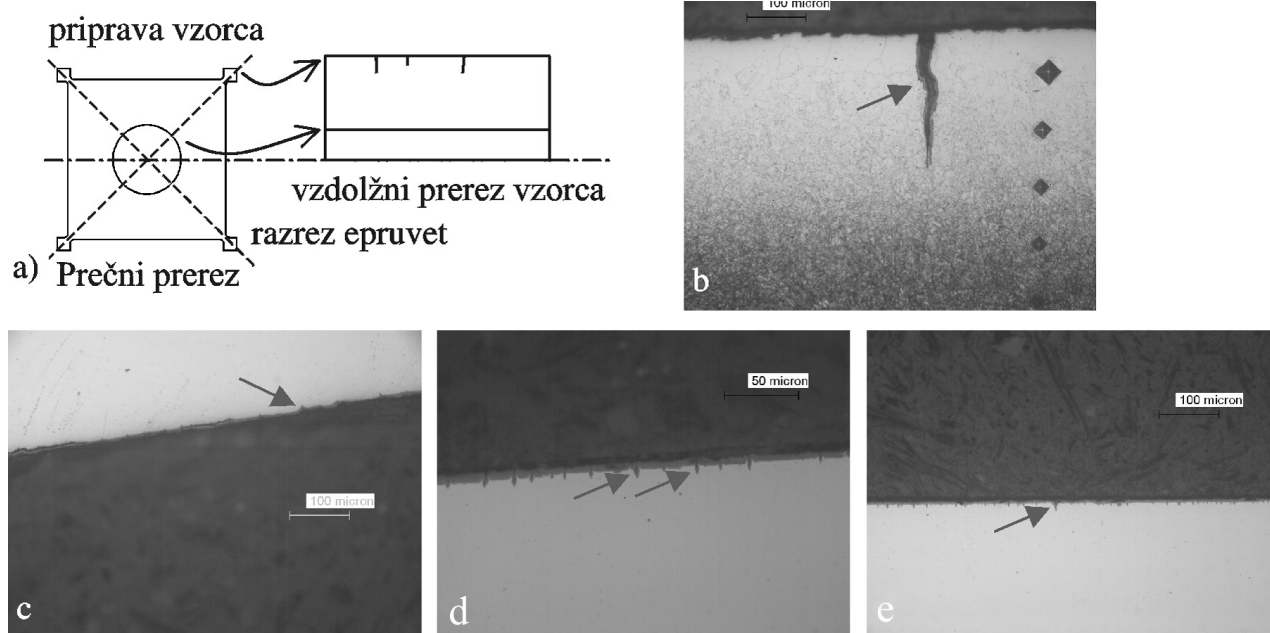 priprava vzorca
vzdolžni prerez vzorca
razrez epruvet
a) Prečni prerez
100 micron
b
100 micron
c
50 micron
d
100 micron
e